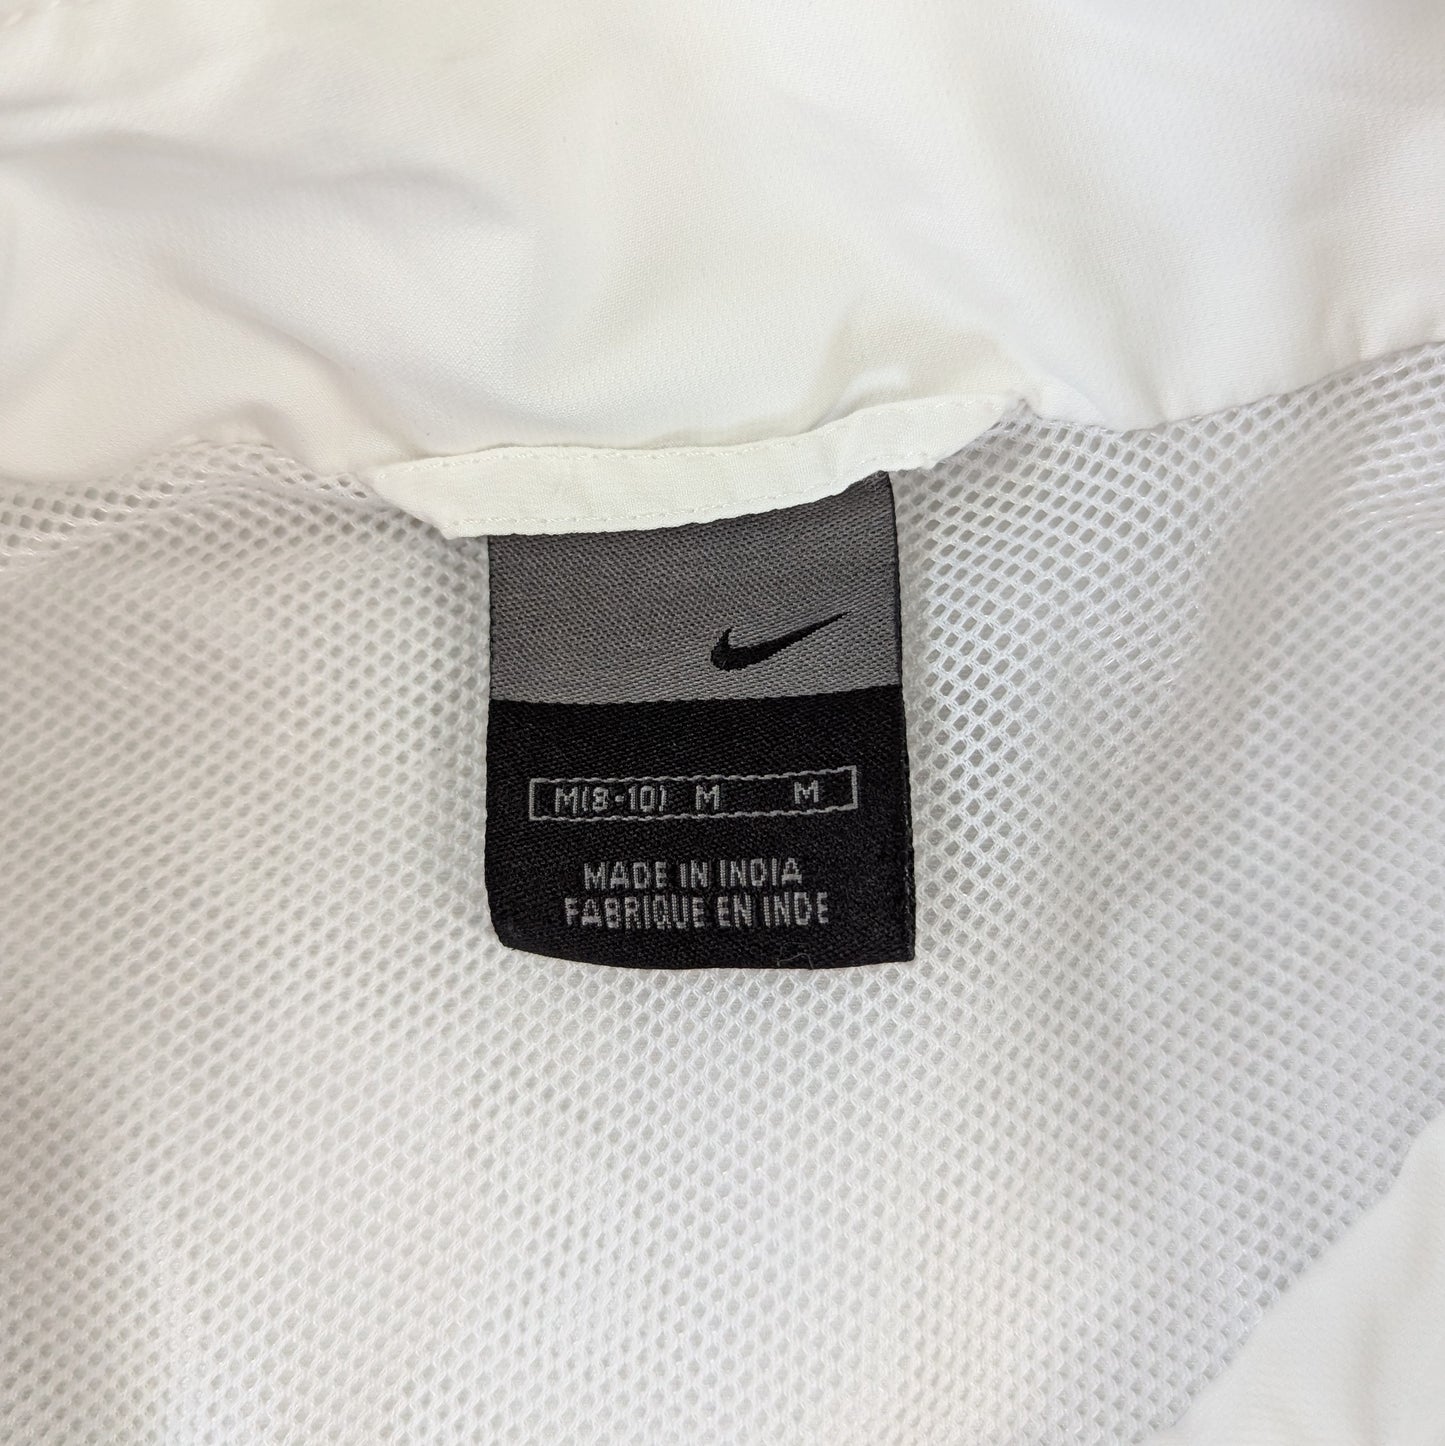 M(8-10) M M
MADE IN INDIA
FABRIQUE EN INDE